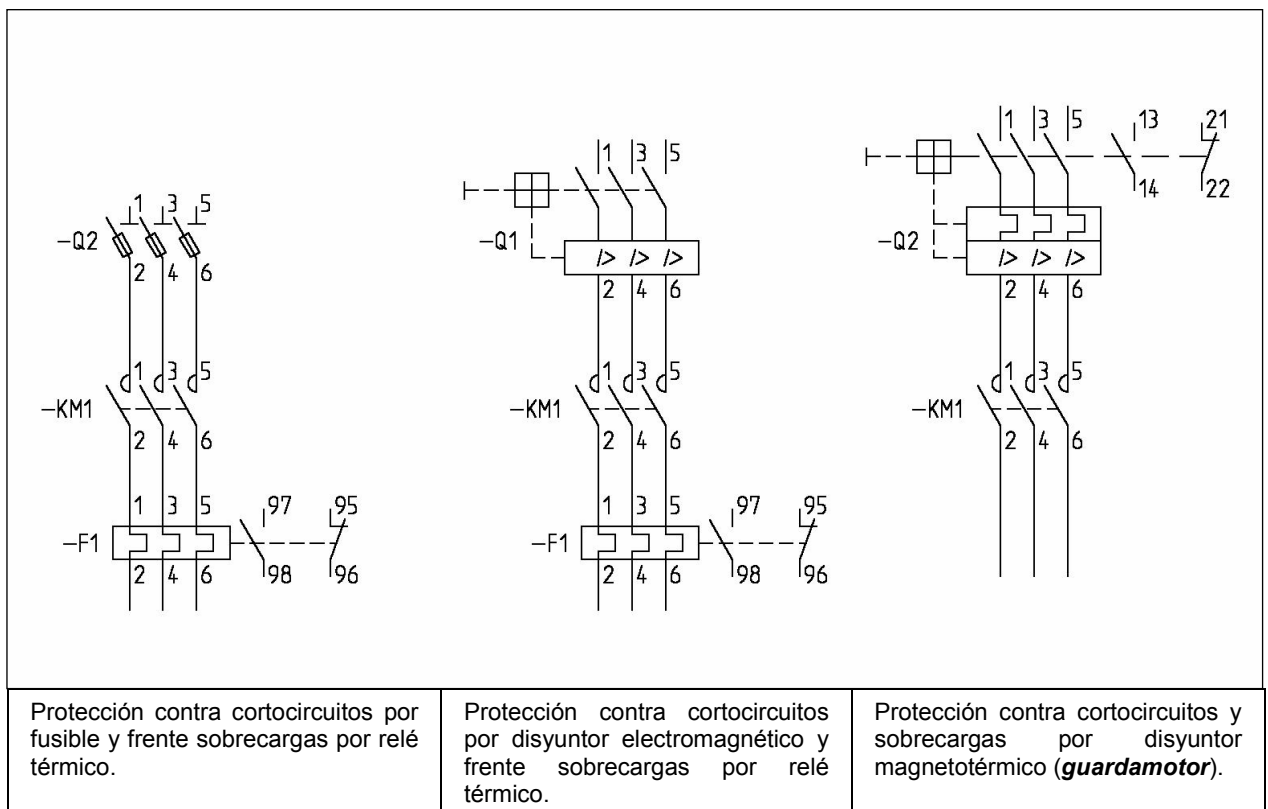 1 3 5
-Q2
2 4 6
1 3 5
-KM1
2 4 6
1 3 5 97 95
-F1
2 4 6 98 96
1 3 5
-Q1
I> I> I>
2 4 6
1 3 5
-KM1
2 4 6
1 3 5 97 95
-F1
2 4 6 98 96
1 3 5 13 21
14 22
-Q2
I> I> I>
2 4 6
1 3 5
-KM1
2 4 6
Protección contra cortocircuitos por
fusible y frente sobrecargas por relé
térmico.
Protección contra cortocircuitos
por disyuntor electromagnético y
frente sobrecargas por relé
térmico.
Protección contra cortocircuitos y
sobrecargas por disyuntor
magnetotérmico (guardamotor).